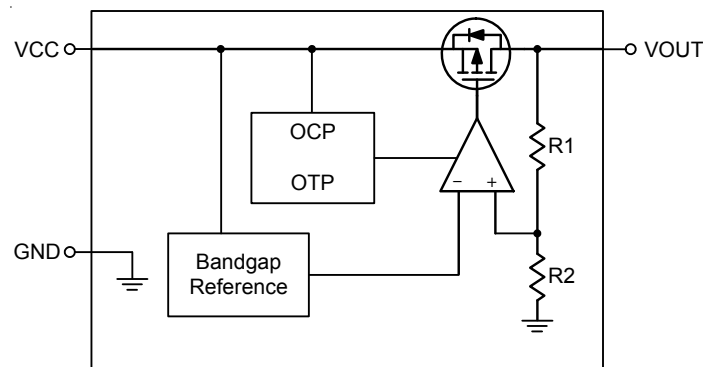 VCC
VOUT
OCP
OTP
R1
− +
GND
Bandgap
Reference
R2